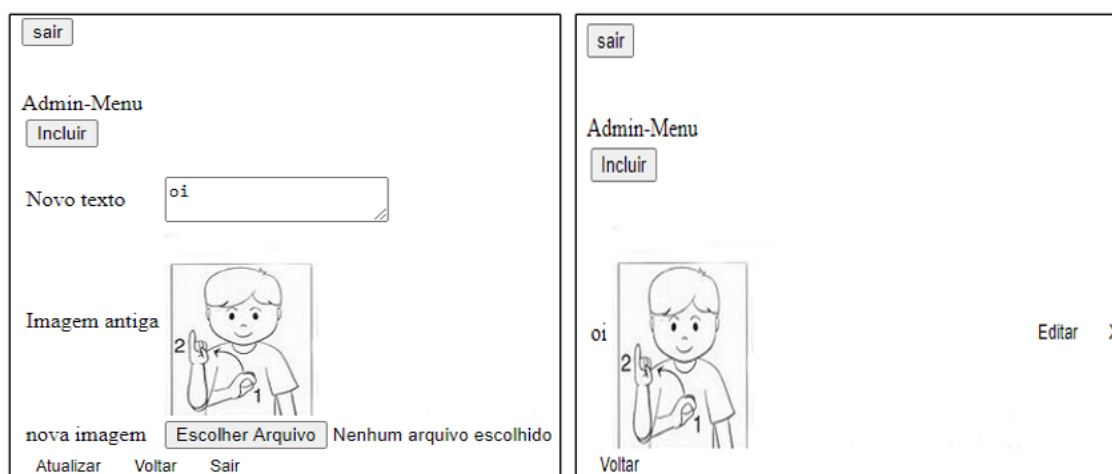 sair
Admin-Menu
Incluir
Novo texto oi
Imagem antiga
2
1
nova imagem Escolher Arquivo Nenhum arquivo escolhido
Atualizar Voltar Sair
sair
Admin-Menu
Incluir
oi Editar X
2
1
Voltar